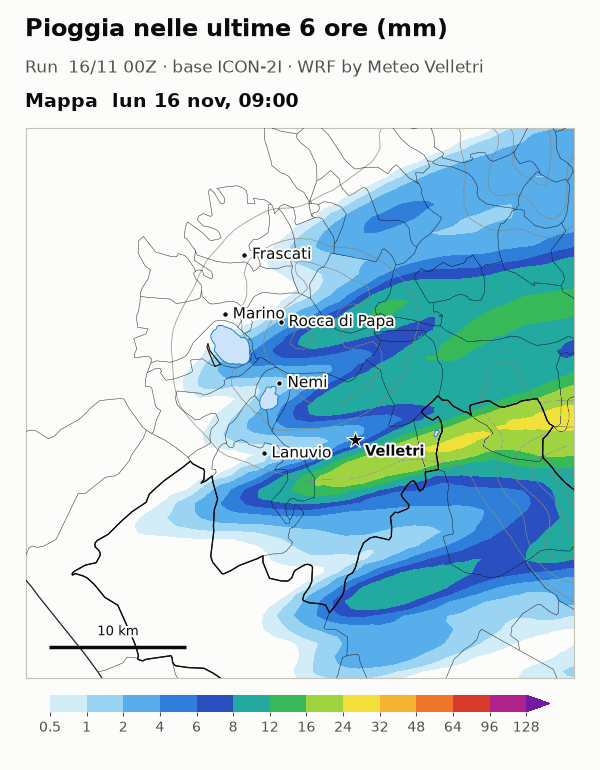 Pioggia nelle ultime 6 ore (mm)
Run 16/11 00Z · base ICON-2I · WRF by Meteo Velletri
Mappa lun 16 nov, 09:00
Frascati
Marino
Rocca di Papa
Nemi
Velletri
Lanuvio
10 km
0.5 1 2 4 6 8 12 16 24 32 48 64 96 128